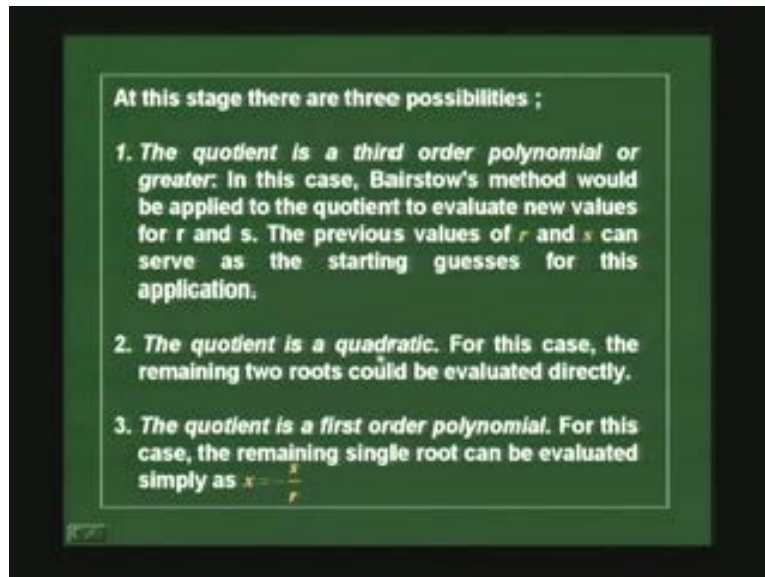 At this stage there are three possibilities ;
1. The quotient is a third order polynomial or
greater: In this case, Bairstow's method would
be applied to the quotient to evaluate new values
for r and s. The previous values of r and s can
serve as the starting guesses for this
application.
2. The quotient is a quadratic. For this case, the
remaining two roots could be evaluated directly.
3. The quotient is a first order polynomial. For this
case, the remaining single root can be evaluated
simply as x = - s/r